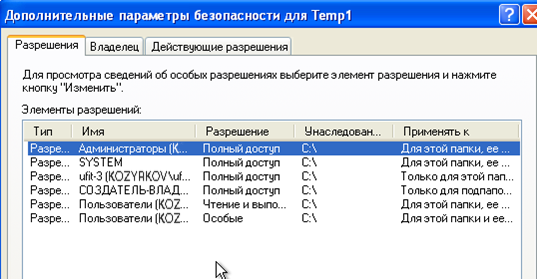 Дополнительные параметры безопасности для Temp1
Разрешения Владелец Действующие разрешения
Для просмотра сведений об особых разрешениях выберите элемент разрешения и нажмите
кнопку "Изменить".
Элементы разрешений:
Тип Имя Разрешение Унаследован... Применять к
Разре... Администраторы (KO... Полный доступ C:\ Для этой папки, ее ...
Разре... SYSTEM Полный доступ C:\ Для этой папки, ее ...
Разре... ufit-3 (KOZYAKOV\uf... Полный доступ C:\ Только для этой пап...
Разре... СОЗДАТЕЛЬ-ВЛАД... Полный доступ C:\ Только для подпапо...
Разре... Пользователи (KOZ... Чтение и выпо... C:\ Для этой папки, ее ...
Разре... Пользователи (KOZ... Особые C:\ Для этой папки и ее...